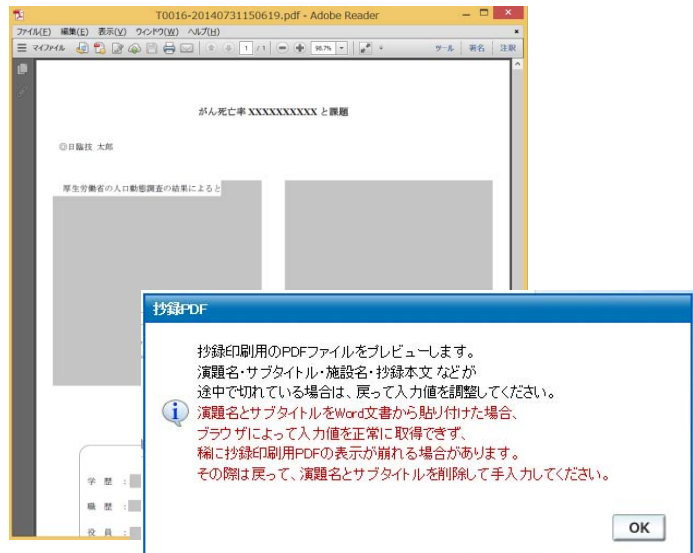 T0016-20140731150619.pdf - Adobe Reader
ファイル(F) 編集(E) 表示(V) ウィンドウ(W) ヘルプ(H)
マイファイル 1 / 1 98.7% ツール 署名 注釈
がん死亡率 XXXXXXXXXX と課題
◎日臨技 太郎
厚生労働省の人口動態調査の結果によると
抄録PDF
抄録印刷用のPDFファイルをプレビューします。
演題名・サブタイトル・施設名・抄録本文 などが
途中で切れている場合は、戻って入力値を調整してください。
演題名とサブタイトルをWord文書から貼り付けた場合、
ブラウザによって入力値を正常に取得できず、
稀に抄録印刷用PDFの表示が崩れる場合があります。
その際は戻って、演題名とサブタイトルを削除して手入力してください。
学 歴 :
職 歴 :
役 員 :
OK